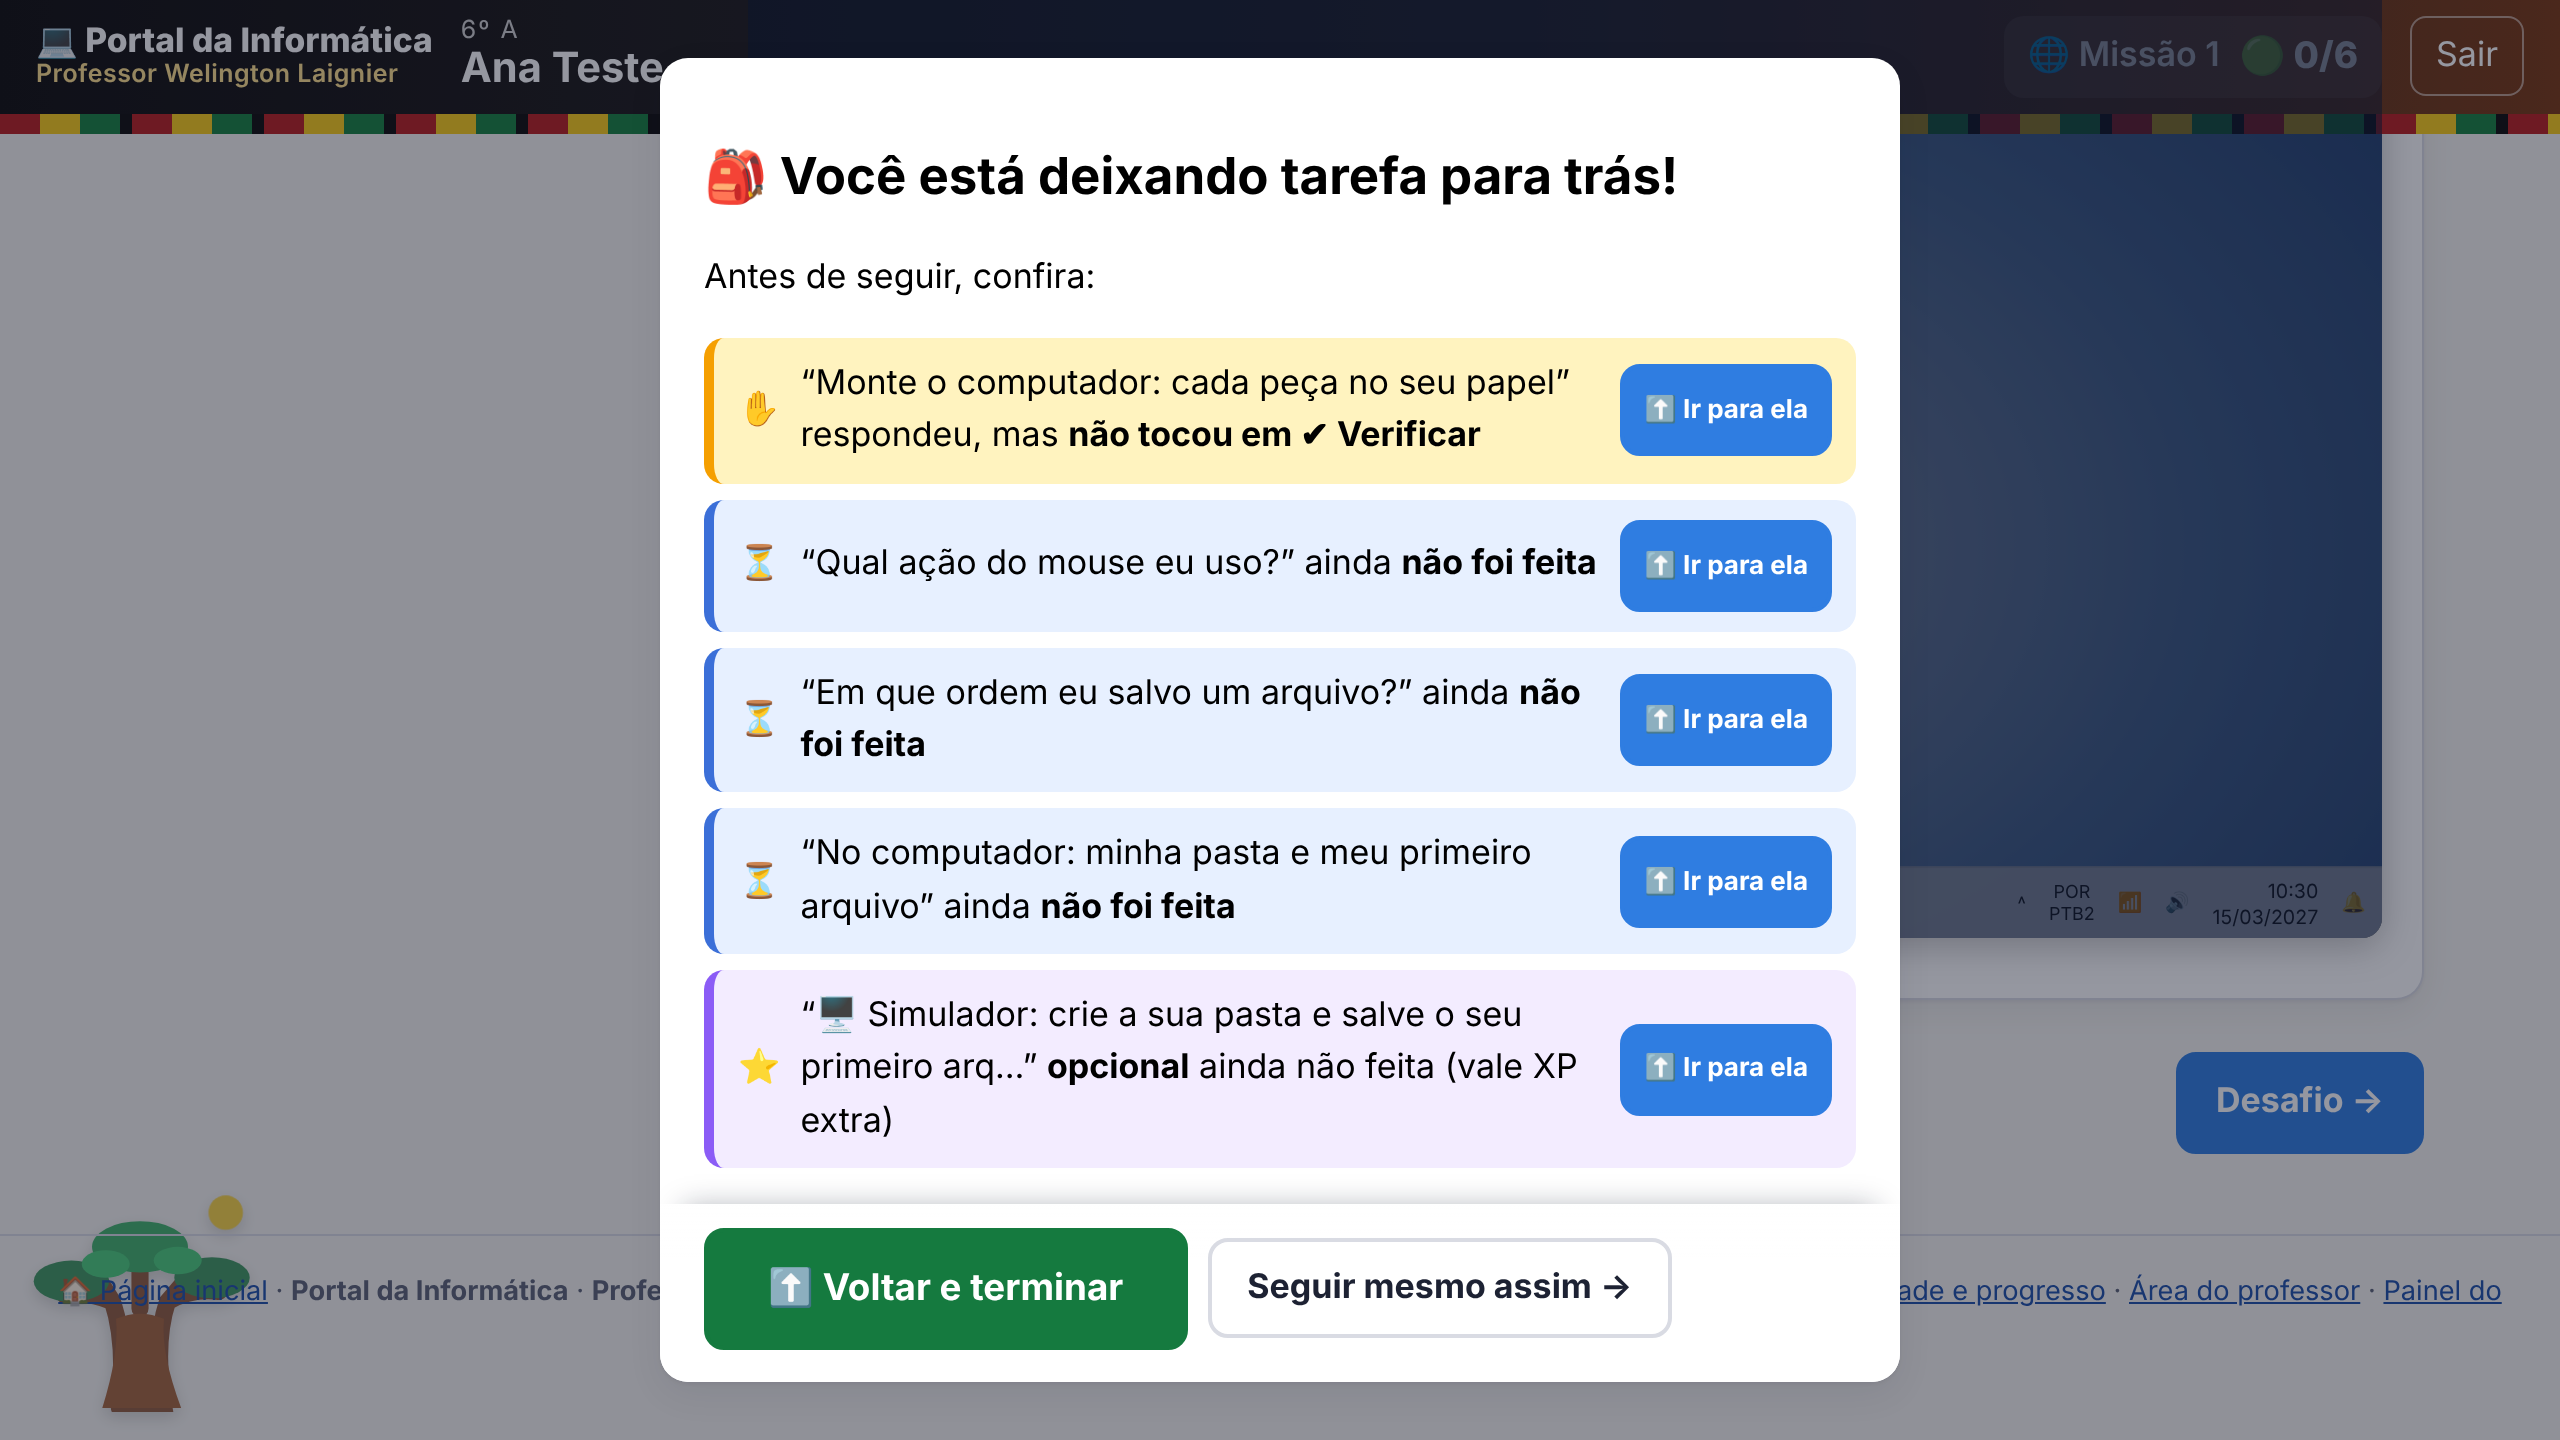 💻 Portal da Informática
Professor Welington Laignier
6º A
Ana Teste
🌐 Missão 1 🟢 0/6
Sair
🎒 Você está deixando tarefa para trás!
Antes de seguir, confira:
✋ “Monte o computador: cada peça no seu papel”
respondeu, mas não tocou em ✔ Verificar
⬆️ Ir para ela
⏳ “Qual ação do mouse eu uso?” ainda não foi feita
⬆️ Ir para ela
⏳ “Em que ordem eu salvo um arquivo?” ainda não
foi feita
⬆️ Ir para ela
⏳ “No computador: minha pasta e meu primeiro
arquivo” ainda não foi feita
⬆️ Ir para ela
⭐ “🖥️ Simulador: crie a sua pasta e salve o seu
primeiro arq…” opcional ainda não feita (vale XP
extra)
⬆️ Ir para ela
^ POR
PTB2
10:30
15/03/2027
Desafio →
⬆️ Voltar e terminar
Seguir mesmo assim →
🏠 Página inicial · Portal da Informática · Profe
ade e progresso · Área do professor · Painel do